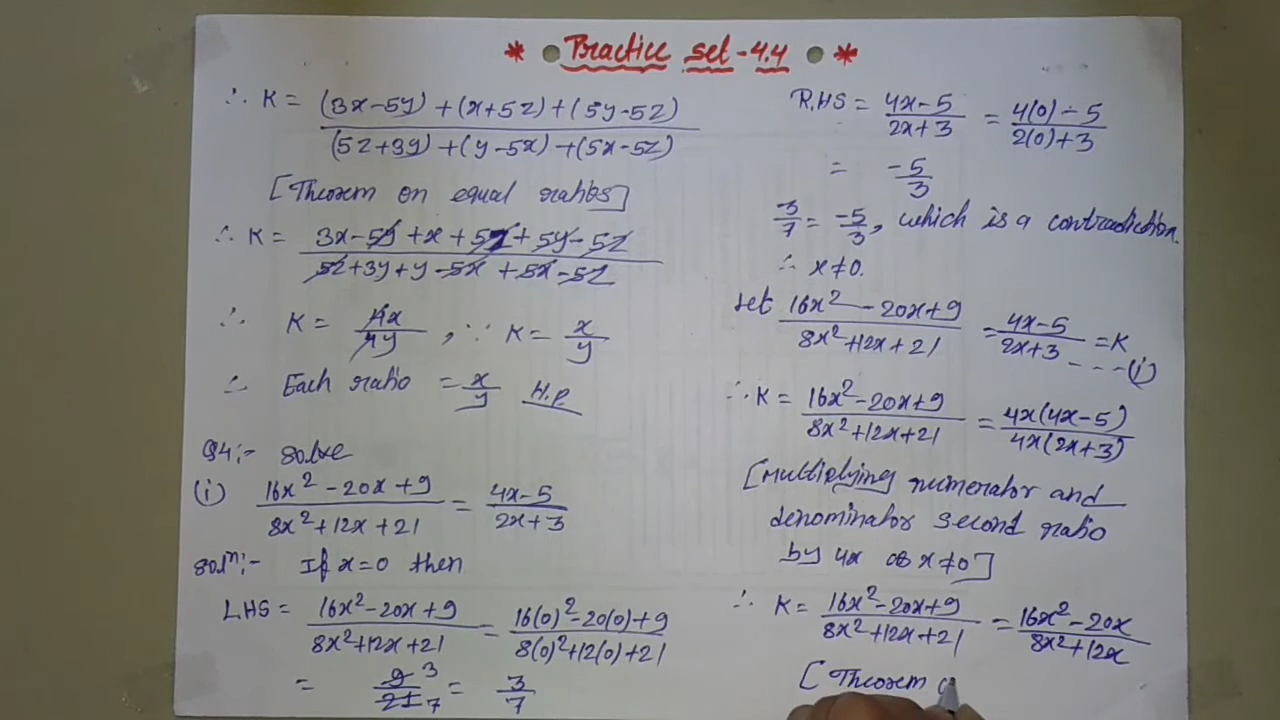 * Practice set-4.4 *
∴ K = (3x-5y) + (x+5z) + (5y-5z) / (5z+3y) + (y-5x) + (5x-5z)
[Theorem on equal ratios]
∴ K = 3x-5y+x+5z+5y-5z / 5z+3y+y-5x+5x-5z
∴ K = 4x/4y, ∵ K = x/y
∴ Each ratio = x/y H.P
Q4:- solve
(i) 16x²-20x+9 / 8x²+12x+21 = 4x-5 / 2x+3
solⁿ:- If x=0 then
LHS = 16x²-20x+9 / 8x²+12x+21 = 16(0)²-20(0)+9 / 8(0)²+12(0)+21
= 9 3 / 21 7 = 3/7
R.HS = 4x-5 / 2x+3 = 4(0)-5 / 2(0)+3
= -5/3
3/7 = -5/3, which is a contradiction.
∴ x≠0.
set 16x²-20x+9 / 8x²+12x+21 = 4x-5 / 2x+3 = K
---(i)
∴ K = 16x²-20x+9 / 8x²+12x+21 = 4x(4x-5) / 4x(2x+3)
[Multiplying numerator and
denominator second ratio
by 4x as x≠0]
∴ K = 16x²-20x+9 / 8x²+12x+21 = 16x²-20x / 8x²+12x
[Theorem